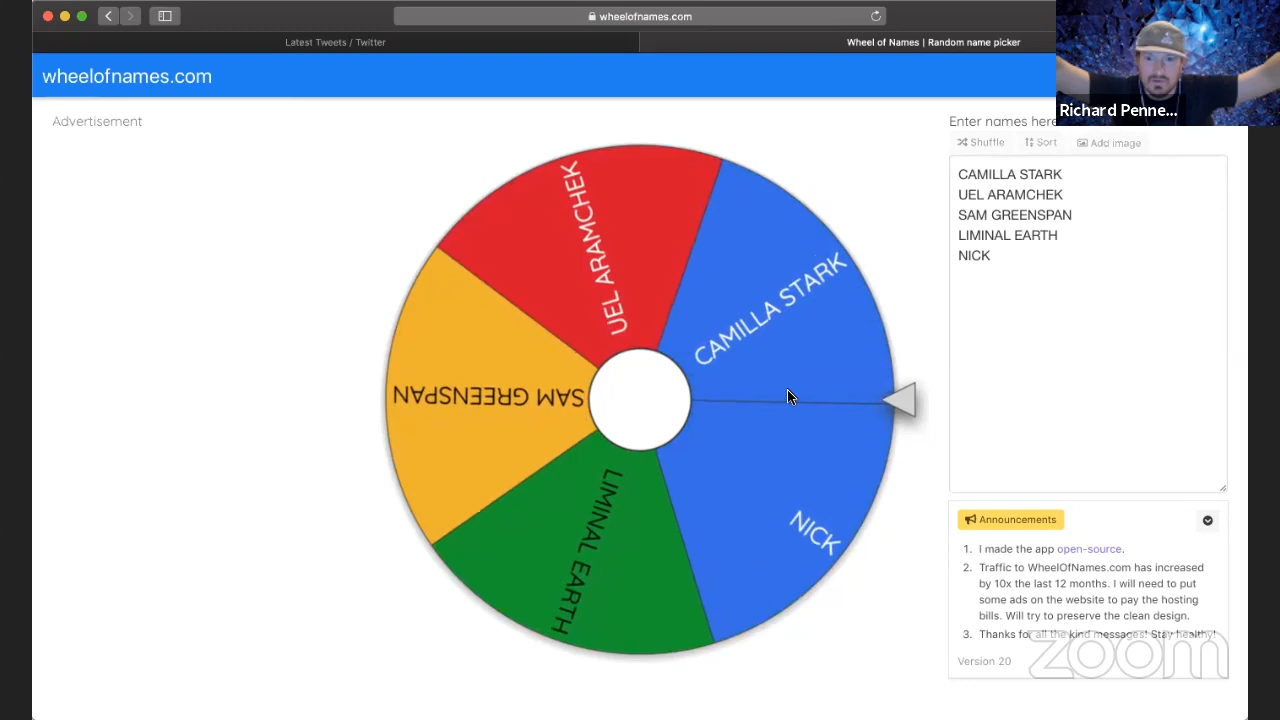 wheelofnames.com
Latest Tweets / Twitter
Wheel of Names | Random name picker
wheelofnames.com
Richard Penne...
Advertisement
Enter names here
Shuffle
Sort
Add image
CAMILLA STARK
UEL ARAMCHEK
SAM GREENSPAN
LIMINAL EARTH
NICK
UEL ARAMCHEK
CAMILLA STARK
SAM GREENSPAN
LIMINAL EARTH
NICK
Announcements
1. I made the app open-source.
2. Traffic to WheelOfNames.com has increased
by 10x the last 12 months. I will need to put
some ads on the website to pay the hosting
bills. Will try to preserve the clean design.
3. Thanks for all the kind messages! Stay healthy!
Version 20
zoom